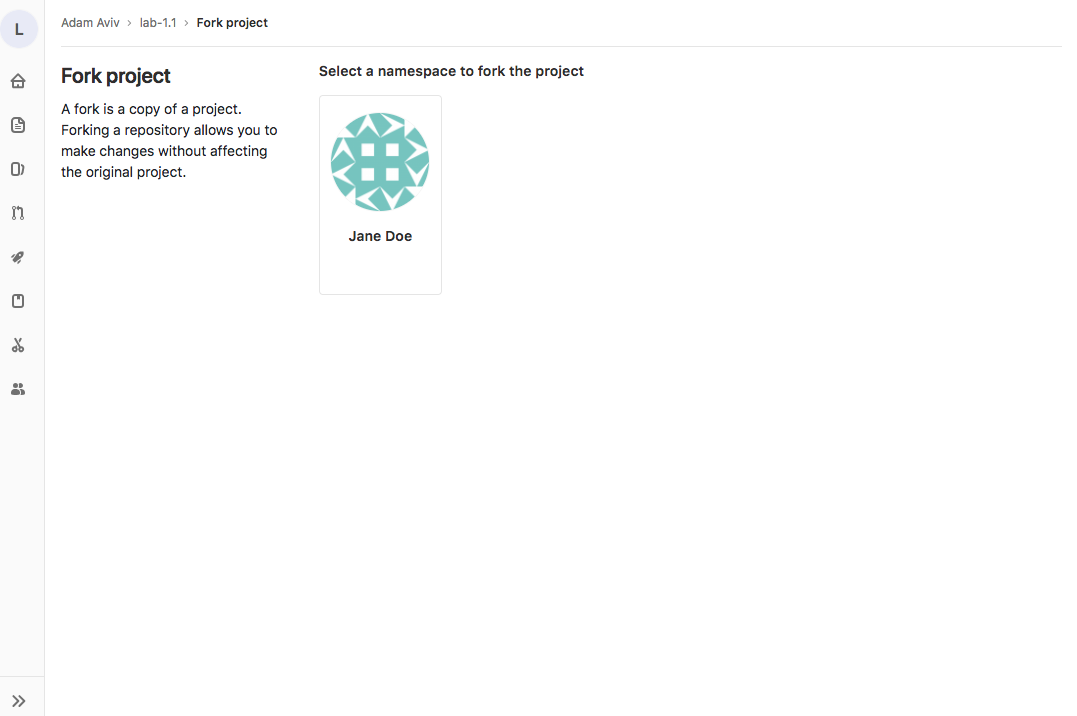 L
Adam Aviv › lab-1.1 › Fork project
Fork project
A fork is a copy of a project.
Forking a repository allows you to
make changes without affecting
the original project.
Select a namespace to fork the project
Jane Doe